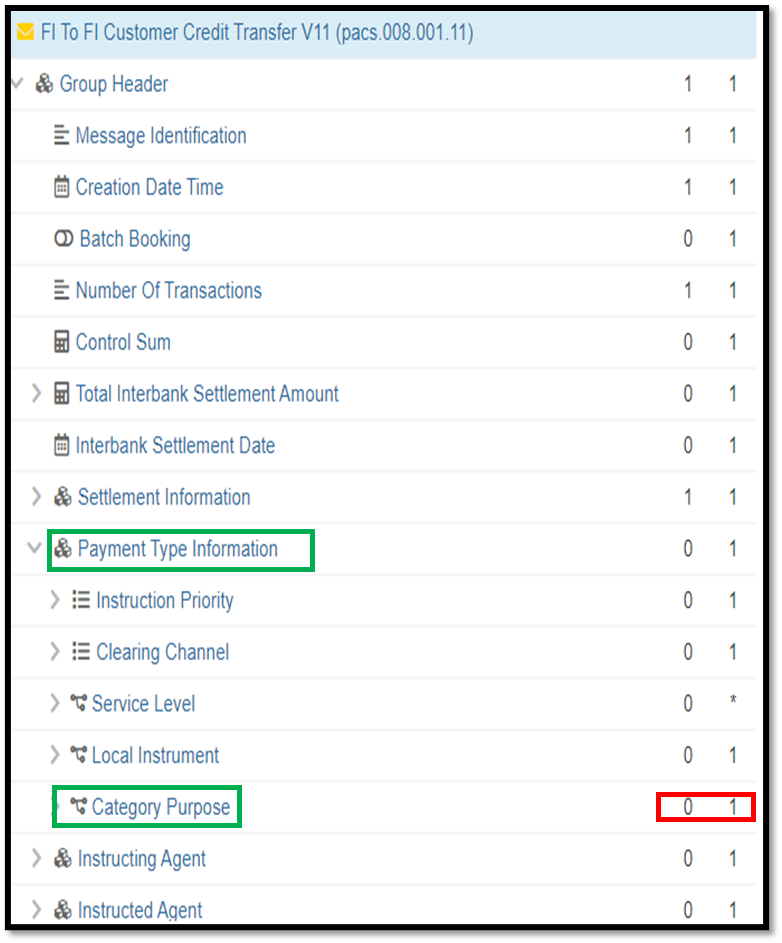 FI To FI Customer Credit Transfer V11 (pacs.008.001.11)
Group Header 1 1
Message Identification 1 1
Creation Date Time 1 1
Batch Booking 0 1
Number Of Transactions 1 1
Control Sum 0 1
Total Interbank Settlement Amount 0 1
Interbank Settlement Date 0 1
Settlement Information 1 1
Payment Type Information 0 1
Instruction Priority 0 1
Clearing Channel 0 1
Service Level 0 *
Local Instrument 0 1
Category Purpose 0 1
Instructing Agent 0 1
Instructed Agent 0 1